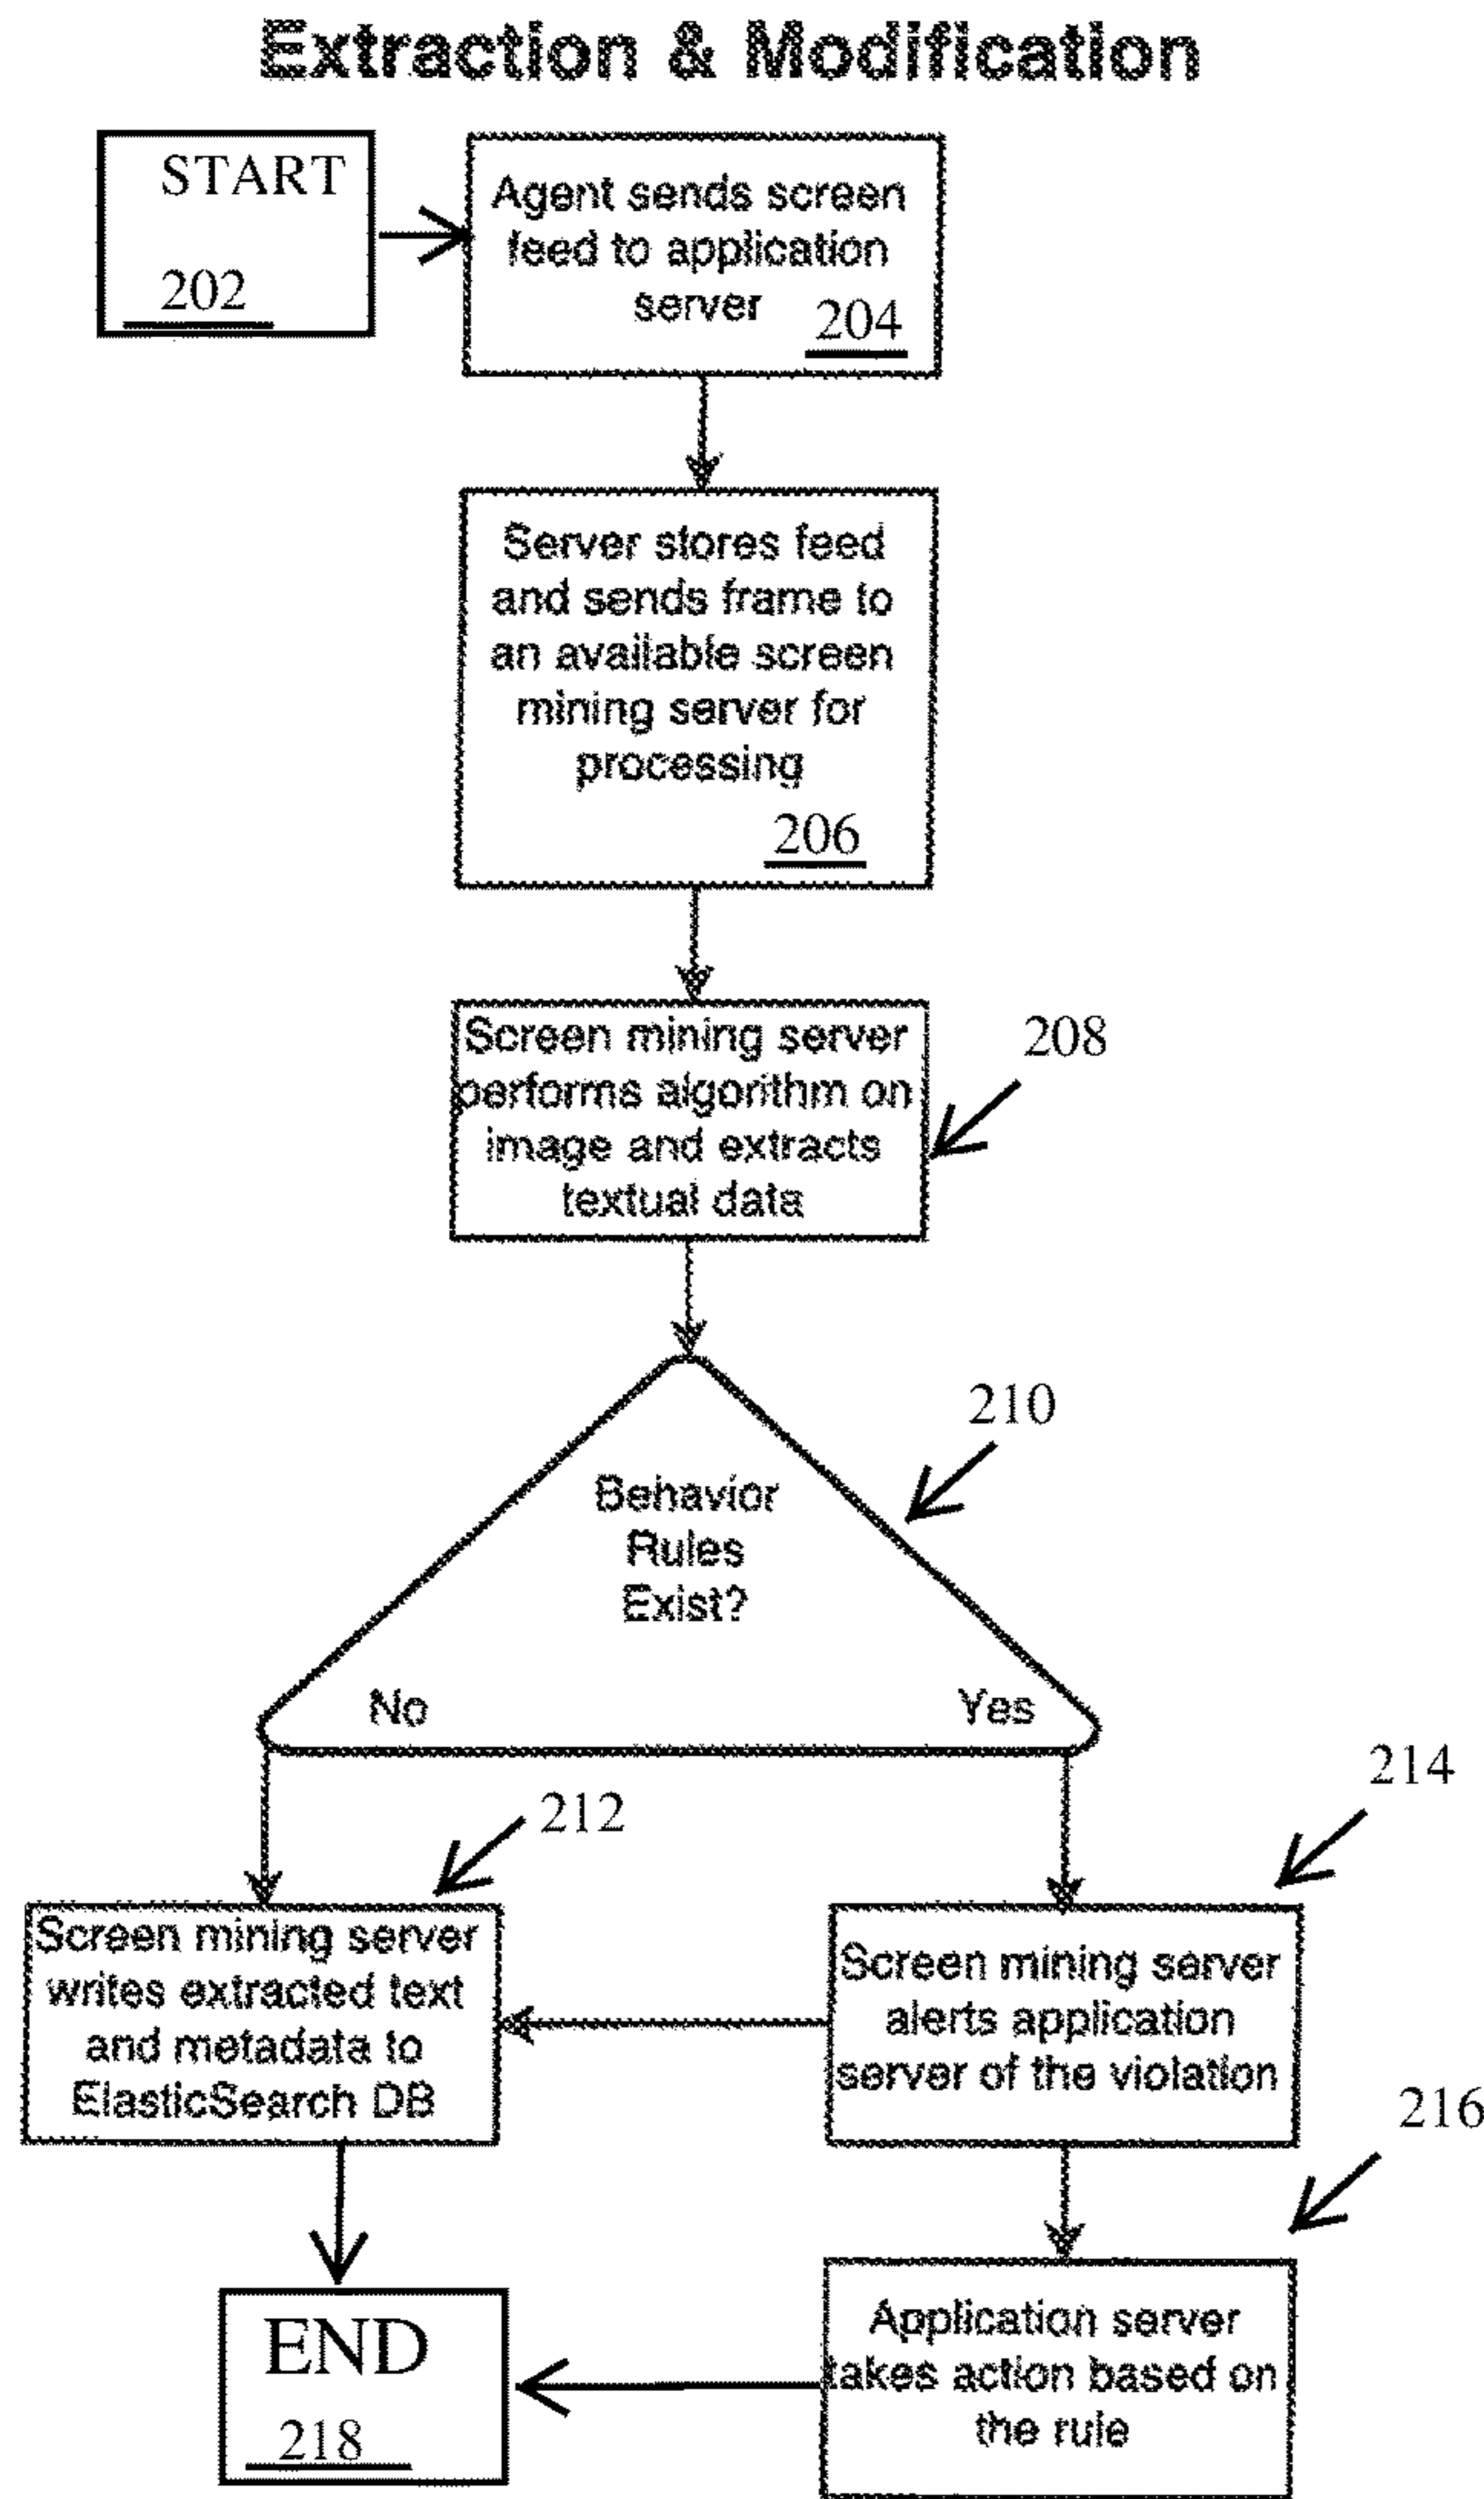 Extraction & Modification
START
202
Agent sends screen
feed to application
server
204
Server stores feed
and sends frame to
an available screen
mining server for
processing
206
Screen mining server
performs algorithm on
image and extracts
textual data
208
Behavior
Rules
Exist?
210
No
Yes
212
Screen mining server
writes extracted text
and metadata to
ElasticSearch DB
214
Screen mining server
alerts application
server of the violation
216
Application server
takes action based on
the rule
END
218